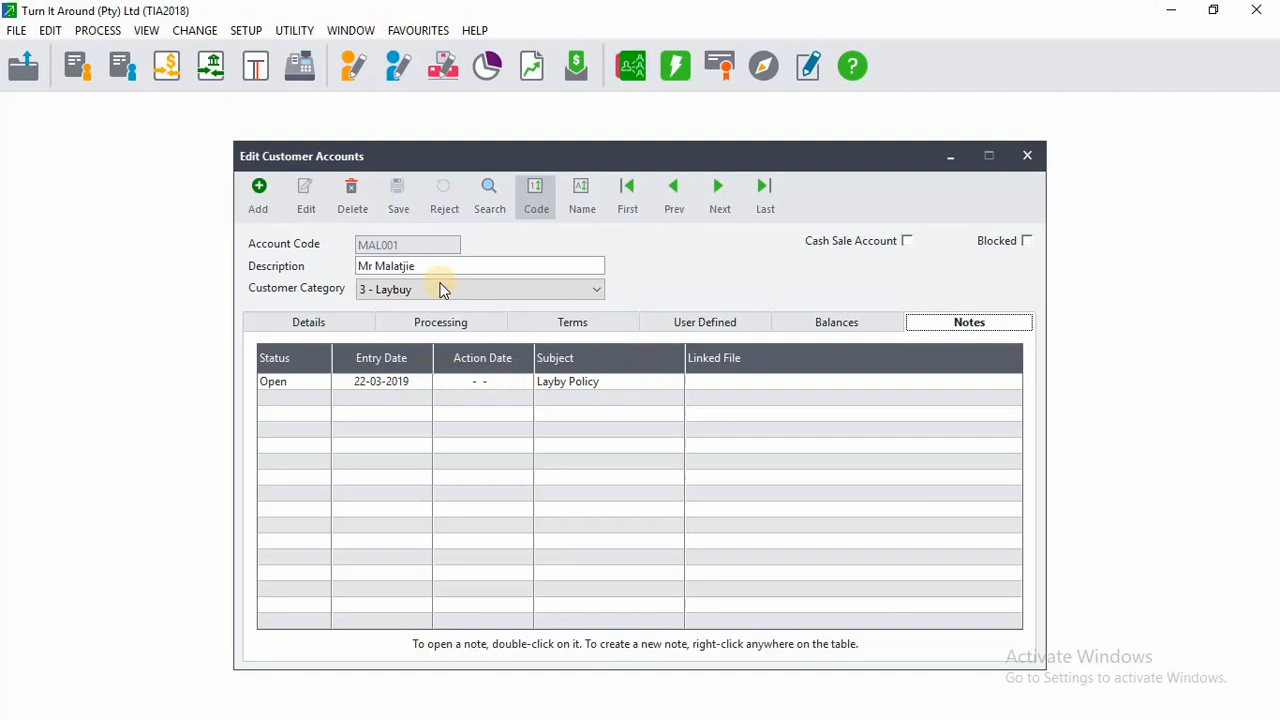 Turn It Around (Pty) Ltd (TIA2018)
FILE EDIT PROCESS VIEW CHANGE SETUP UTILITY WINDOW FAVOURITES HELP
Edit Customer Accounts
Add Edit Delete Save Reject Search Code Name First Prev Next Last
Account Code MAL001 Cash Sale Account Blocked
Description Mr Malatjie
Customer Category 3 - Laybuy
Details Processing Terms User Defined Balances Notes
Status Entry Date Action Date Subject Linked File
Open 22-03-2019 - - Layby Policy
To open a note, double-click on it. To create a new note, right-click anywhere on the table.
Activate Windows
Go to Settings to activate Windows.